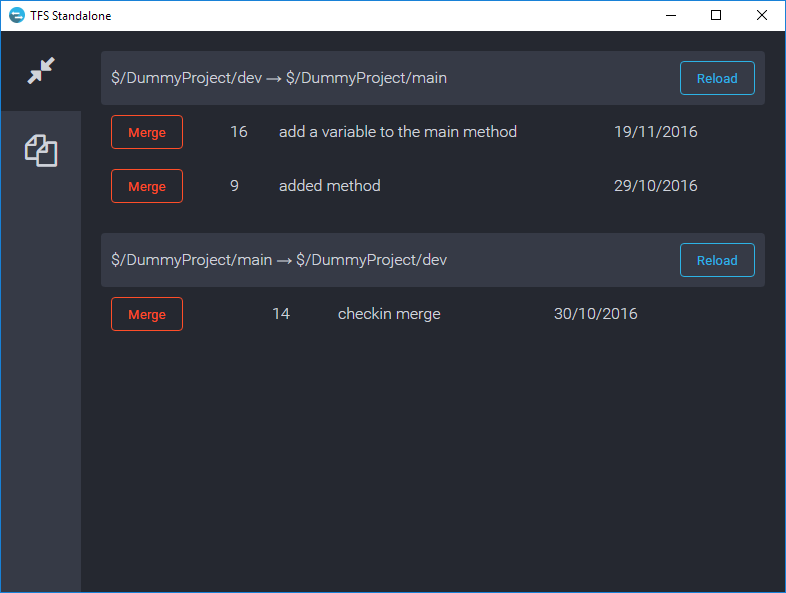 TFS Standalone
$/DummyProject/dev → $/DummyProject/main Reload
Merge 16 add a variable to the main method 19/11/2016
Merge 9 added method 29/10/2016
$/DummyProject/main → $/DummyProject/dev Reload
Merge 14 checkin merge 30/10/2016